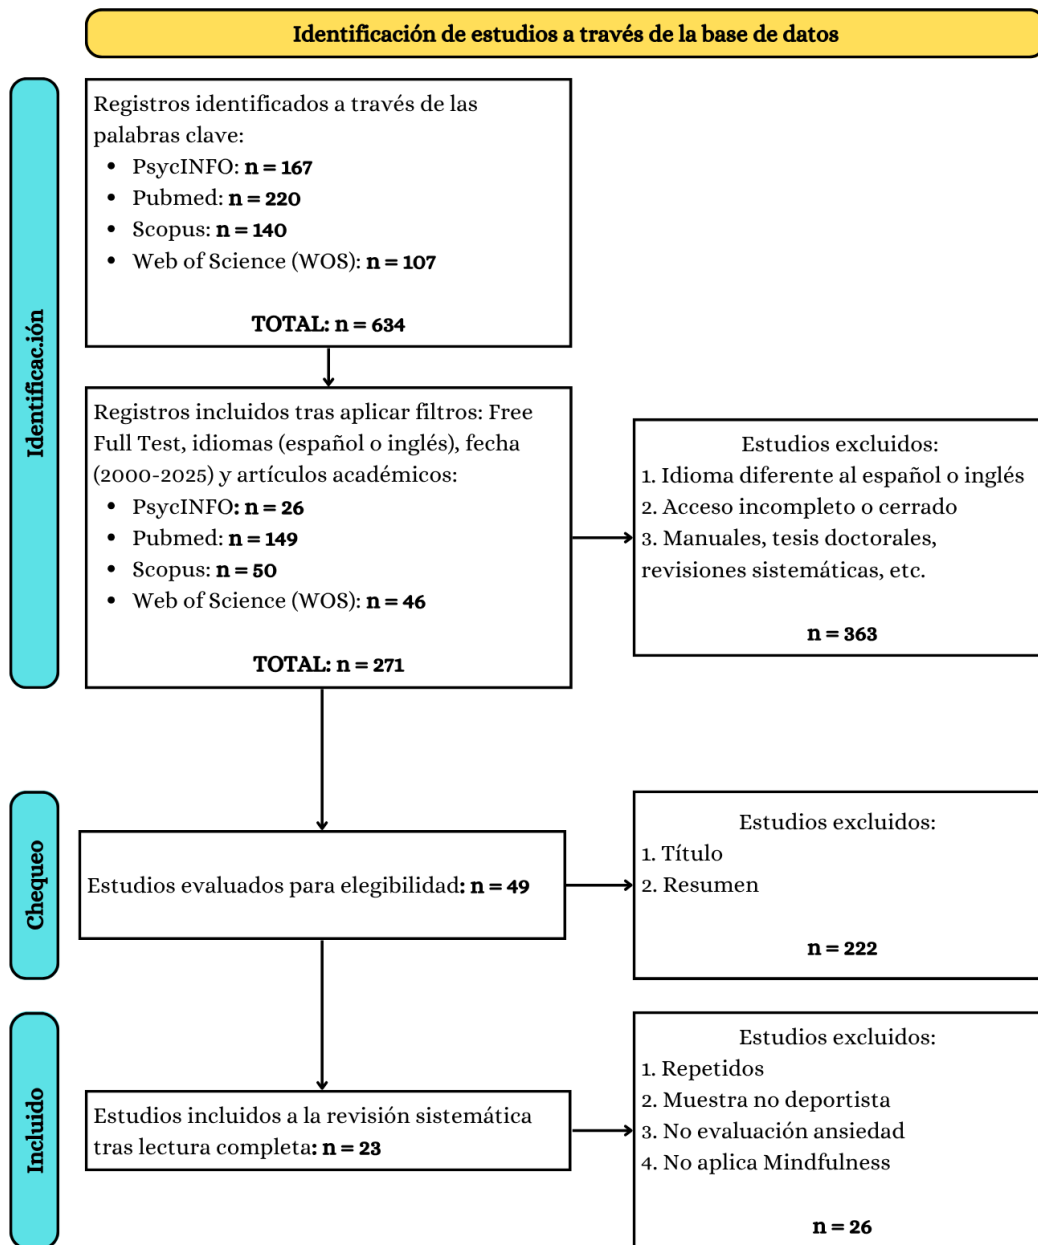 Identificación de estudios a través de la base de datos
Identificac.ión
Registros identificados a través de las
palabras clave:
• PsycINFO: n = 167
• Pubmed: n = 220
• Scopus: n = 140
• Web of Science (WOS): n = 107
TOTAL: n = 634
Registros incluidos tras aplicar filtros: Free
Full Test, idiomas (español o inglés), fecha
(2000-2025) y artículos académicos:
• PsycINFO: n = 26
• Pubmed: n = 149
• Scopus: n = 50
• Web of Science (WOS): n = 46
TOTAL: n = 271
Estudios excluidos:
1. Idioma diferente al español o inglés
2. Acceso incompleto o cerrado
3. Manuales, tesis doctorales,
revisiones sistemáticas, etc.
n = 363
Chequeo
Estudios evaluados para elegibilidad: n = 49
Estudios excluidos:
1. Título
2. Resumen
n = 222
Incluido
Estudios incluidos a la revisión sistemática
tras lectura completa: n = 23
Estudios excluidos:
1. Repetidos
2. Muestra no deportista
3. No evaluación ansiedad
4. No aplica Mindfulness
n = 26